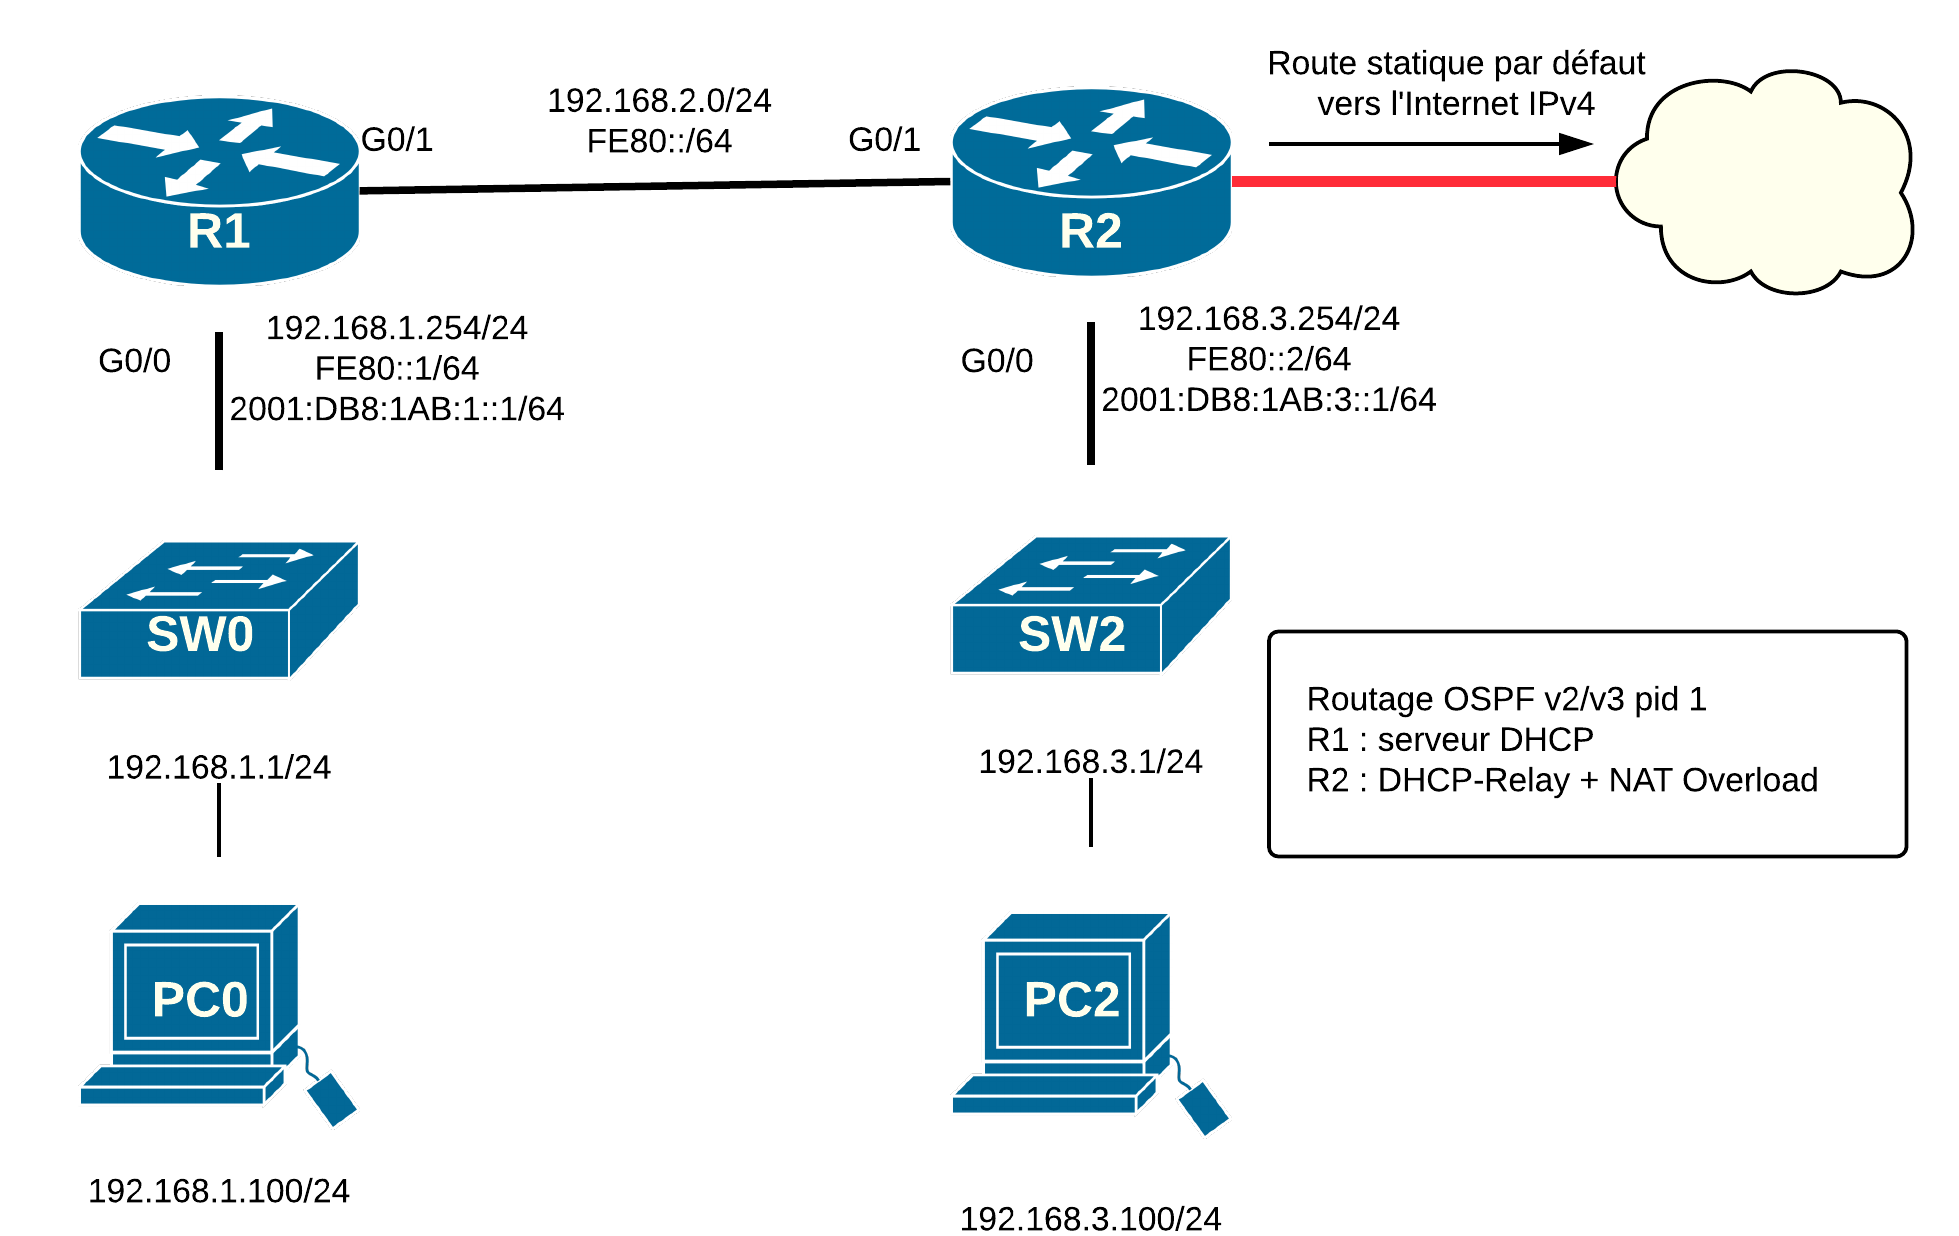 Route statique par défaut
vers l'Internet IPv4
192.168.2.0/24
FE80::/64
G0/1
G0/1
R1
R2
192.168.1.254/24
FE80::1/64
2001:DB8:1AB:1::1/64
G0/0
192.168.3.254/24
FE80::2/64
2001:DB8:1AB:3::1/64
G0/0
SW0
SW2
Routage OSPF v2/v3 pid 1
R1 : serveur DHCP
R2 : DHCP-Relay + NAT Overload
192.168.1.1/24
192.168.3.1/24
PC0
PC2
192.168.1.100/24
192.168.3.100/24